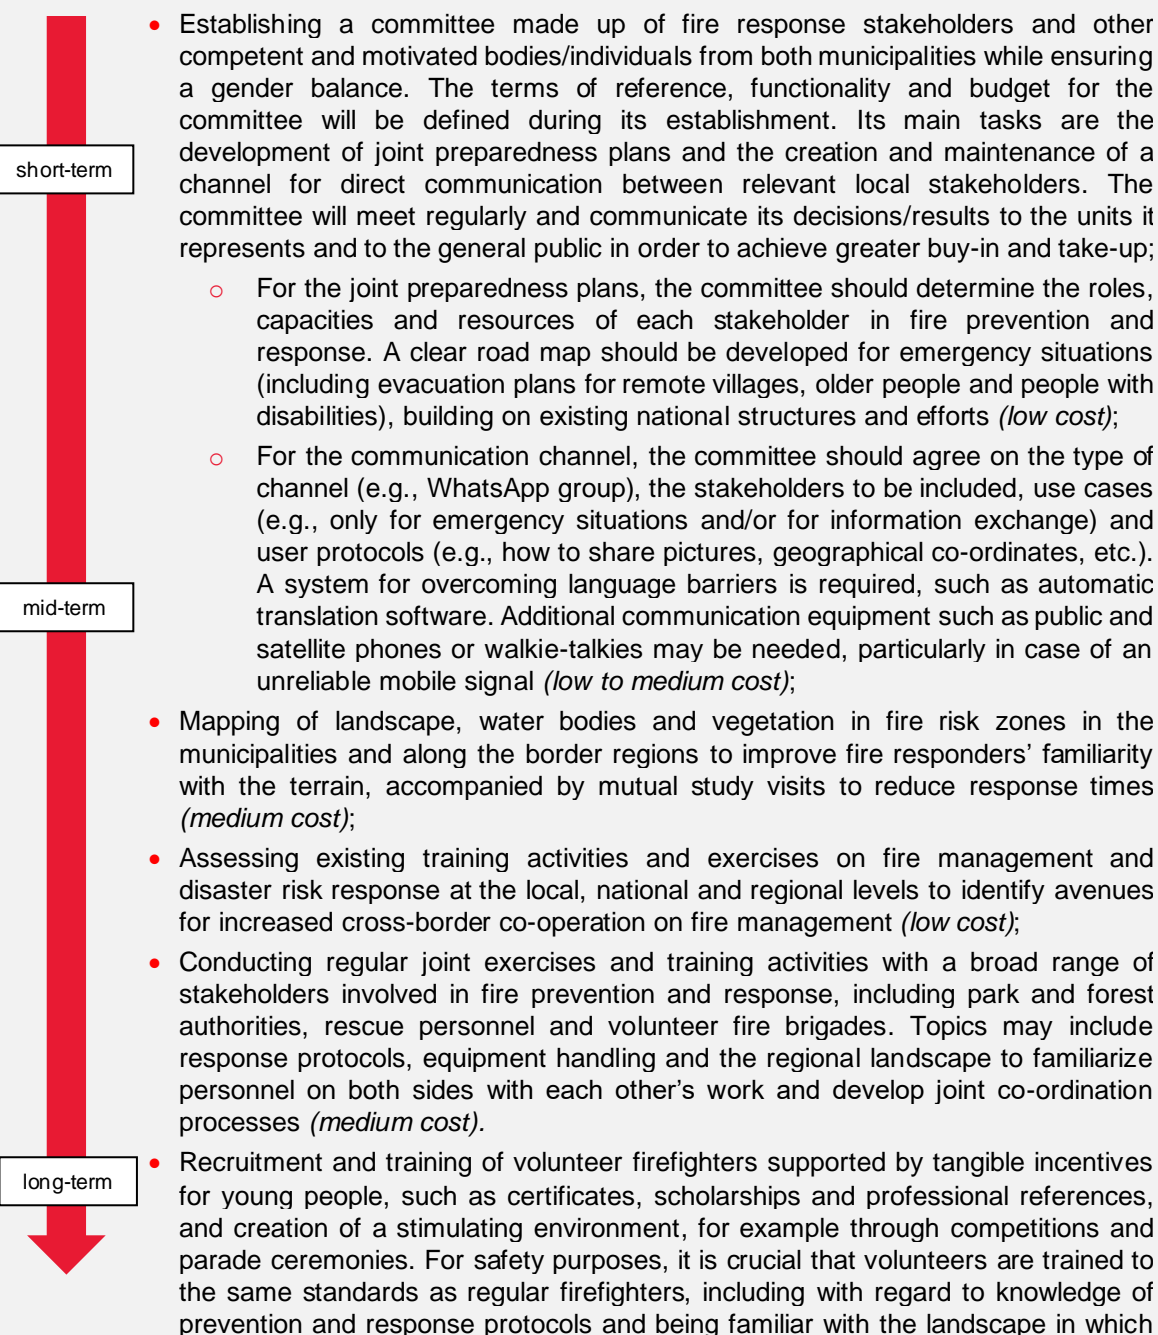 • Establishing a committee made up of fire response stakeholders and other
competent and motivated bodies/individuals from both municipalities while ensuring
a gender balance. The terms of reference, functionality and budget for the
committee will be defined during its establishment. Its main tasks are the
short-term
development of joint preparedness plans and the creation and maintenance of a
channel for direct communication between relevant local stakeholders. The
committee will meet regularly and communicate its decisions/results to the units it
represents and to the general public in order to achieve greater buy-in and take-up;
o For the joint preparedness plans, the committee should determine the roles,
capacities and resources of each stakeholder in fire prevention and
response. A clear road map should be developed for emergency situations
(including evacuation plans for remote villages, older people and people with
disabilities), building on existing national structures and efforts (low cost);
o For the communication channel, the committee should agree on the type of
channel (e.g., WhatsApp group), the stakeholders to be included, use cases
(e.g., only for emergency situations and/or for information exchange) and
user protocols (e.g., how to share pictures, geographical co-ordinates, etc.).
A system for overcoming language barriers is required, such as automatic
mid-term
translation software. Additional communication equipment such as public and
satellite phones or walkie-talkies may be needed, particularly in case of an
unreliable mobile signal (low to medium cost);
• Mapping of landscape, water bodies and vegetation in fire risk zones in the
municipalities and along the border regions to improve fire responders’ familiarity
with the terrain, accompanied by mutual study visits to reduce response times
(medium cost);
• Assessing existing training activities and exercises on fire management and
disaster risk response at the local, national and regional levels to identify avenues
for increased cross-border co-operation on fire management (low cost);
• Conducting regular joint exercises and training activities with a broad range of
stakeholders involved in fire prevention and response, including park and forest
authorities, rescue personnel and volunteer fire brigades. Topics may include
response protocols, equipment handling and the regional landscape to familiarize
personnel on both sides with each other’s work and develop joint co-ordination
processes (medium cost).
• Recruitment and training of volunteer firefighters supported by tangible incentives
long-term
for young people, such as certificates, scholarships and professional references,
and creation of a stimulating environment, for example through competitions and
parade ceremonies. For safety purposes, it is crucial that volunteers are trained to
the same standards as regular firefighters, including with regard to knowledge of
prevention and response protocols and being familiar with the landscape in which